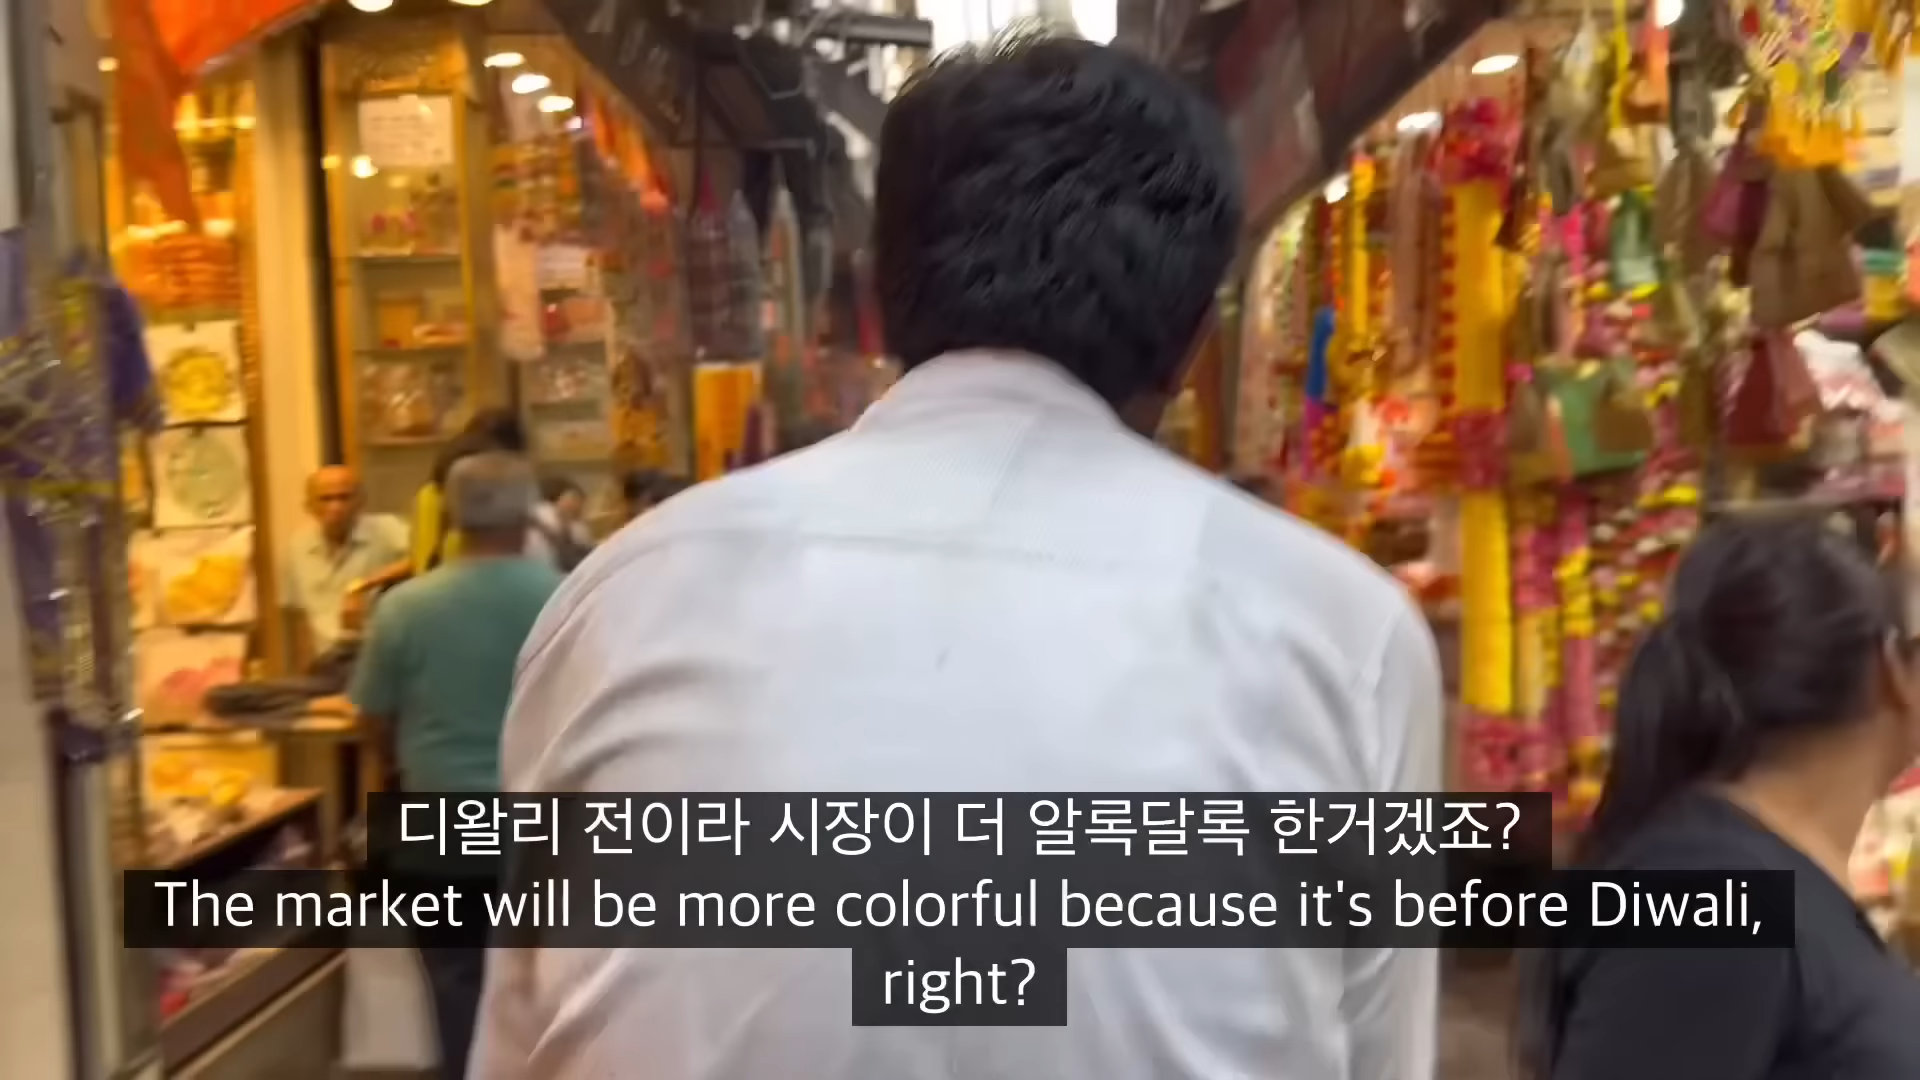 디왈리 전이라 시장이 더 알록달록 한거겠죠?
The market will be more colorful because it's before Diwali,
right?